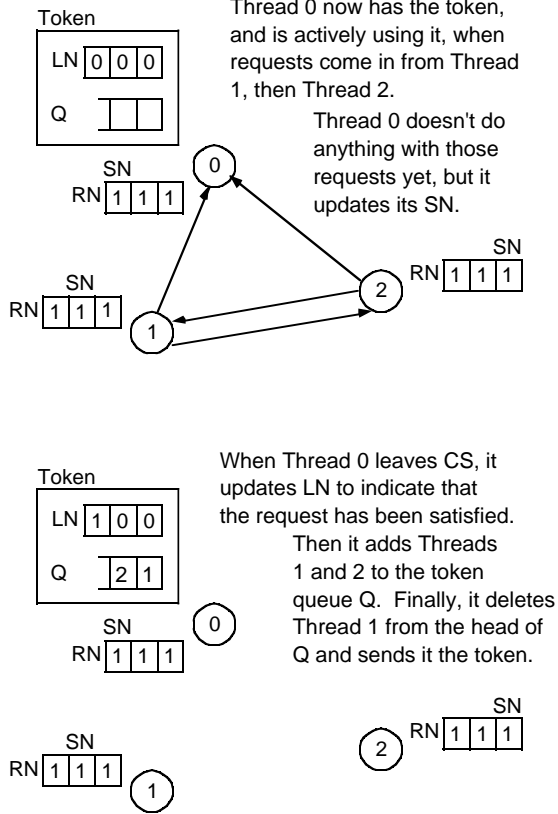 Thread 0 now has the token,
and is actively using it, when
requests come in from Thread
1, then Thread 2.
Token
LN 0 0 0
Q
Thread 0 doesn't do
anything with those
requests yet, but it
updates its SN.
0
SN
RN 1 1 1
SN
RN 1 1 1
2
SN
RN 1 1 1
1
When Thread 0 leaves CS, it
updates LN to indicate that
the request has been satisfied.
Then it adds Threads
1 and 2 to the token
queue Q. Finally, it deletes
Thread 1 from the head of
Q and sends it the token.
Token
LN 1 0 0
Q 2 1
0
SN
RN 1 1 1
SN
RN 1 1 1
2
SN
RN 1 1 1
1